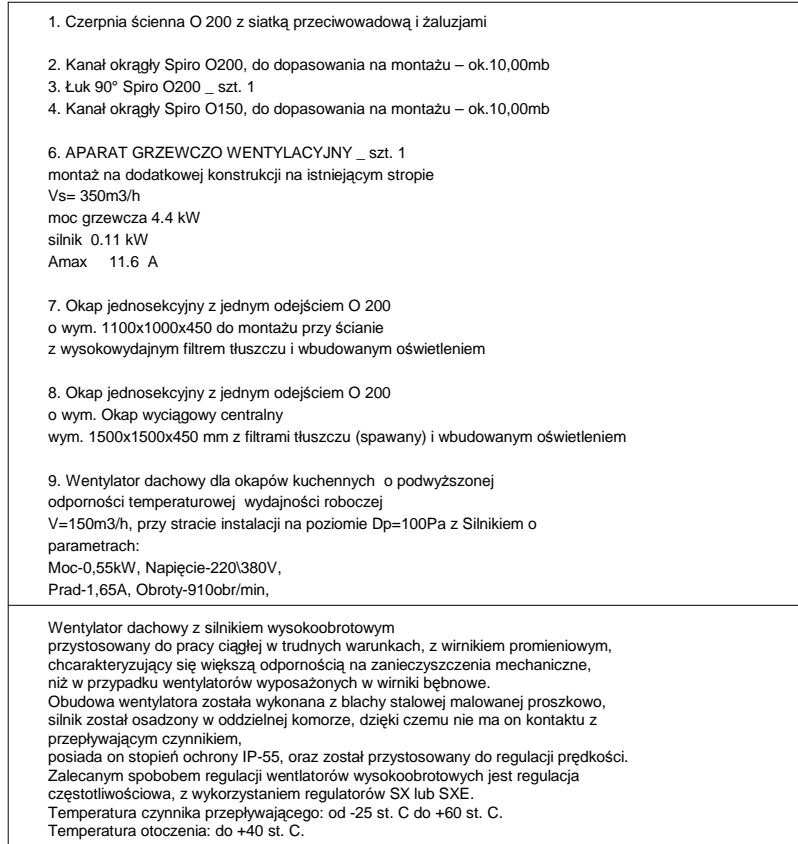 1. Czerpnia ścienna O 200 z siatką przeciwowadową i żaluzjami
2. Kanał okrągły Spiro O200, do dopasowania na montażu – ok.10,00mb
3. Łuk 90° Spiro O200 _ szt. 1
4. Kanał okrągły Spiro O150, do dopasowania na montażu – ok.10,00mb
6. APARAT GRZEWCZO WENTYLACYJNY _ szt. 1
montaż na dodatkowej konstrukcji na istniejącym stropie
Vs= 350m3/h
moc grzewcza 4.4 kW
silnik 0.11 kW
Amax 11.6 A
7. Okap jednosekcyjny z jednym odejściem O 200
o wym. 1100x1000x450 do montażu przy ścianie
z wysokowydajnym filtrem tłuszczu i wbudowanym oświetleniem
8. Okap jednosekcyjny z jednym odejściem O 200
o wym. Okap wyciągowy centralny
wym. 1500x1500x450 mm z filtrami tłuszczu (spawany) i wbudowanym oświetleniem
9. Wentylator dachowy dla okapów kuchennych o podwyższonej
odporności temperaturowej wydajności roboczej
V=150m3/h, przy stracie instalacji na poziomie Dp=100Pa z Silnikiem o
parametrach:
Moc-0,55kW, Napięcie-220\380V,
Prad-1,65A, Obroty-910obr/min,
Wentylator dachowy z silnikiem wysokoobrotowym
przystosowany do pracy ciągłej w trudnych warunkach, z wirnikiem promieniowym,
chcarakteryzujący się większą odpornością na zanieczyszczenia mechaniczne,
niż w przypadku wentylatorów wyposażonych w wirniki bębnowe.
Obudowa wentylatora została wykonana z blachy stalowej malowanej proszkowo,
silnik został osadzony w oddzielnej komorze, dzięki czemu nie ma on kontaktu z
przepływającym czynnikiem,
posiada on stopień ochrony IP-55, oraz został przystosowany do regulacji prędkości.
Zalecanym spobobem regulacji wentlatorów wysokoobrotowych jest regulacja
częstotliwościowa, z wykorzystaniem regulatorów SX lub SXE.
Temperatura czynnika przepływającego: od -25 st. C do +60 st. C.
Temperatura otoczenia: do +40 st. C.